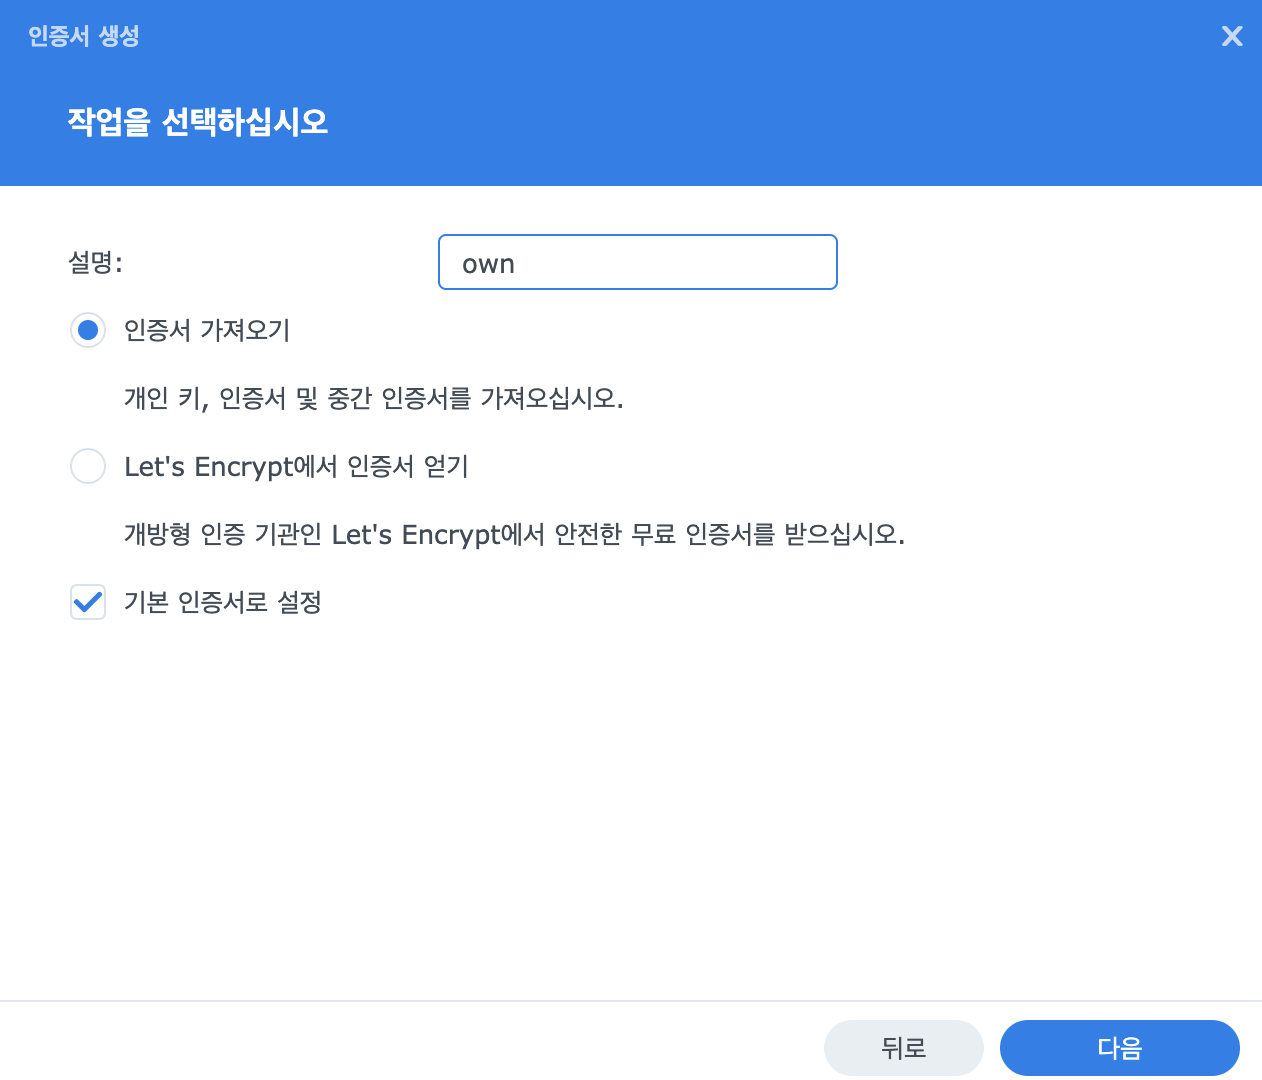 인증서 생성
작업을 선택하십시오
설명: own
인증서 가져오기
개인 키, 인증서 및 중간 인증서를 가져오십시오.
Let's Encrypt에서 인증서 얻기
개방형 인증 기관인 Let's Encrypt에서 안전한 무료 인증서를 받으십시오.
기본 인증서로 설정
뒤로 다음